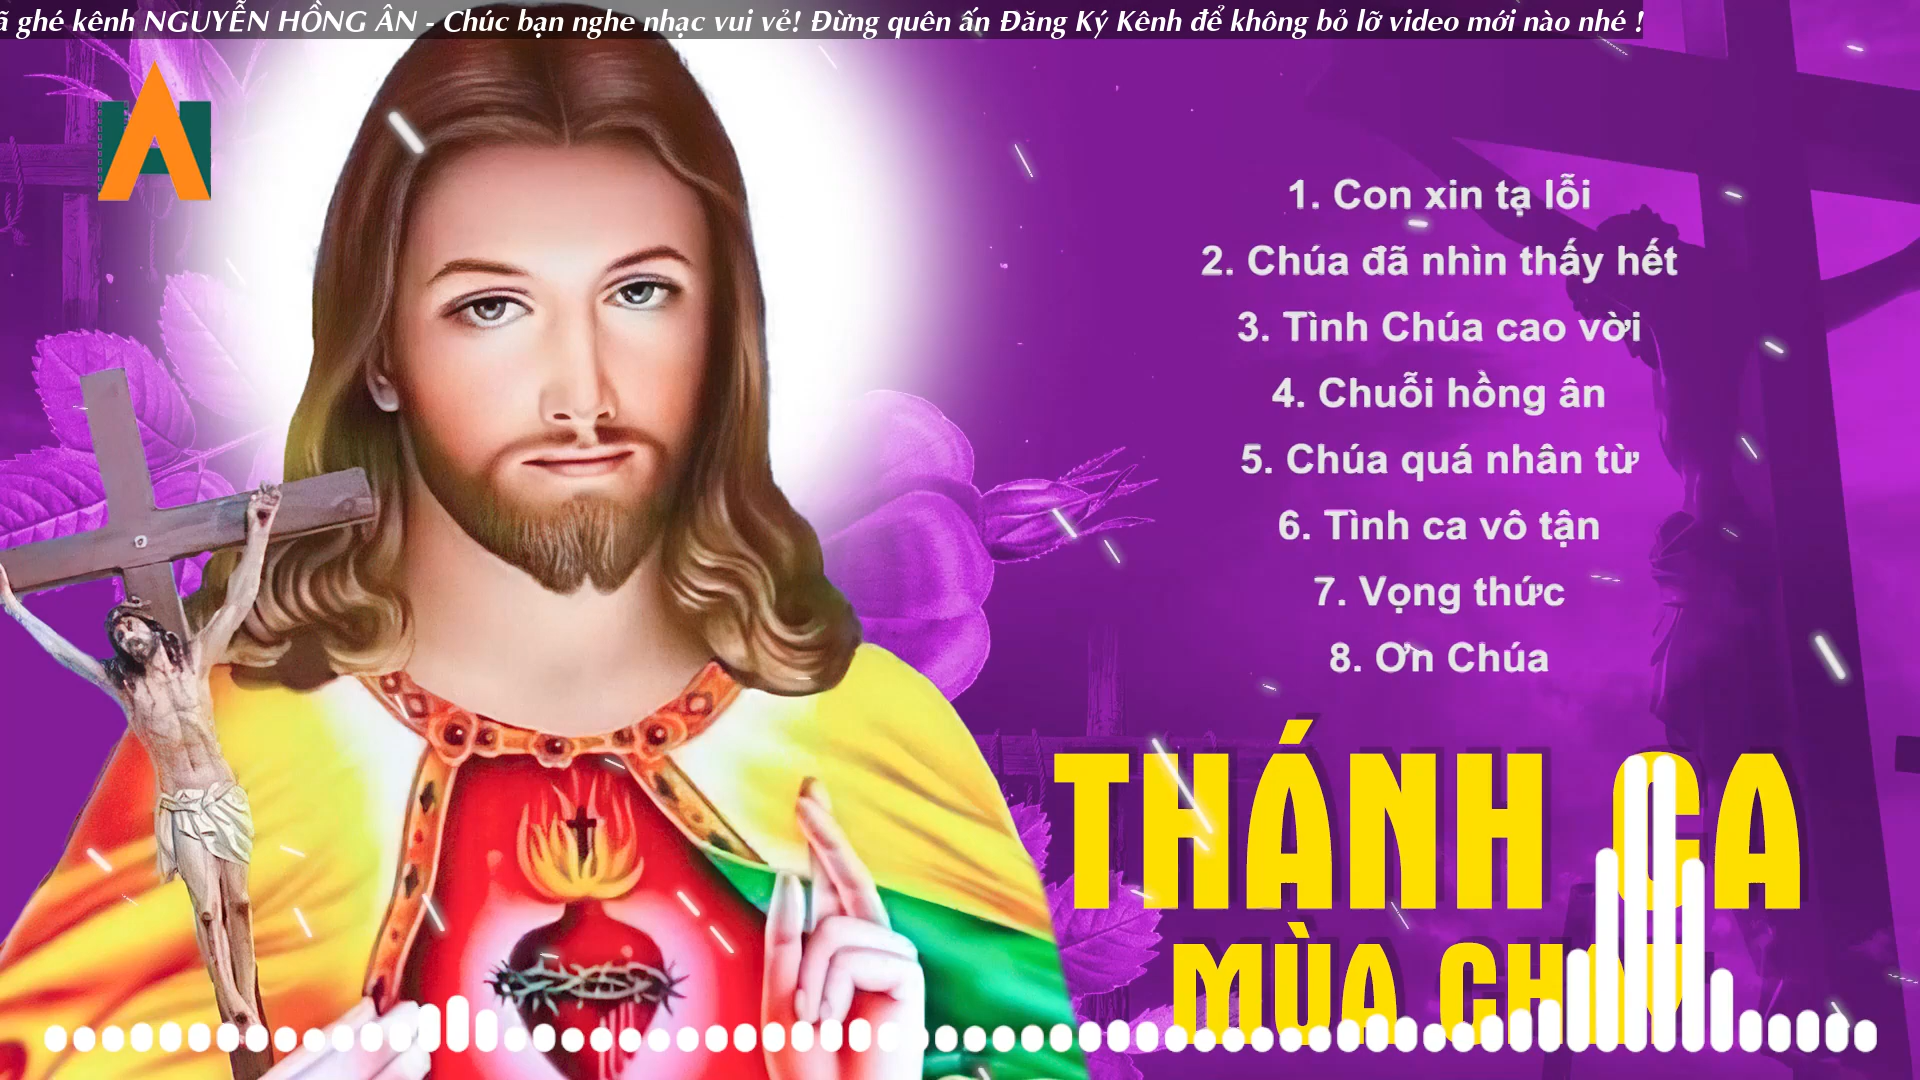 ã ghé kênh NGUYỄN HỒNG ÂN - Chúc bạn nghe nhạc vui vẻ! Đừng quên ấn Đăng Ký Kênh để không bỏ lỡ video mới nào nhé !
1. Con xin tạ lỗi
2. Chúa đã nhìn thấy hết
3. Tình Chúa cao vời
4. Chuỗi hồng ân
5. Chúa quá nhân từ
6. Tình ca vô tận
7. Vọng thức
8. Ơn Chúa
THÁNH CA
MÙA CHAY